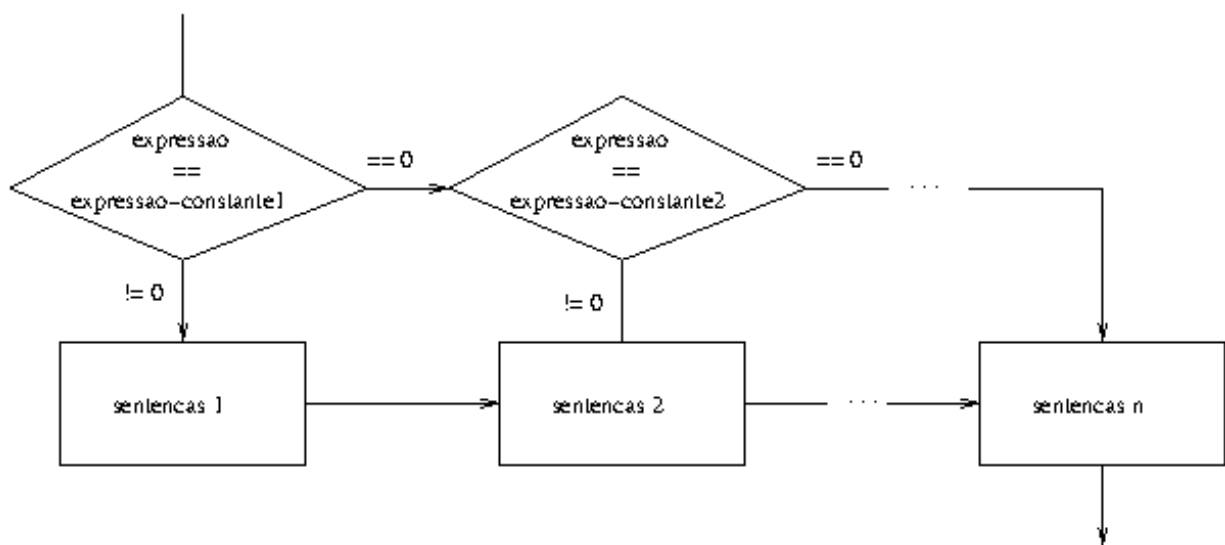 expressao
==
expressao-constante1
== 0
expressao
==
expressao-constante2
== 0
...
!= 0
!= 0
sentencas 1
sentencas 2
...
sentencas n